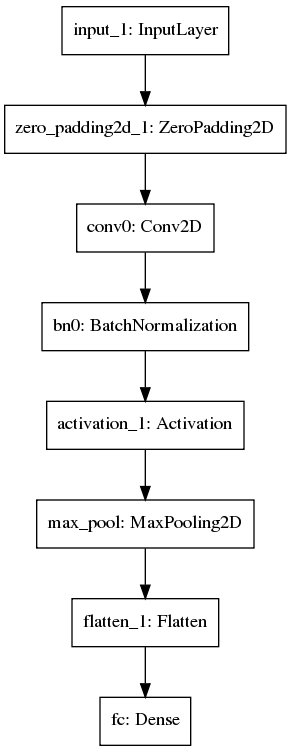 input_1: InputLayer
zero_padding2d_1: ZeroPadding2D
conv0: Conv2D
bn0: BatchNormalization
activation_1: Activation
max_pool: MaxPooling2D
flatten_1: Flatten
fc: Dense